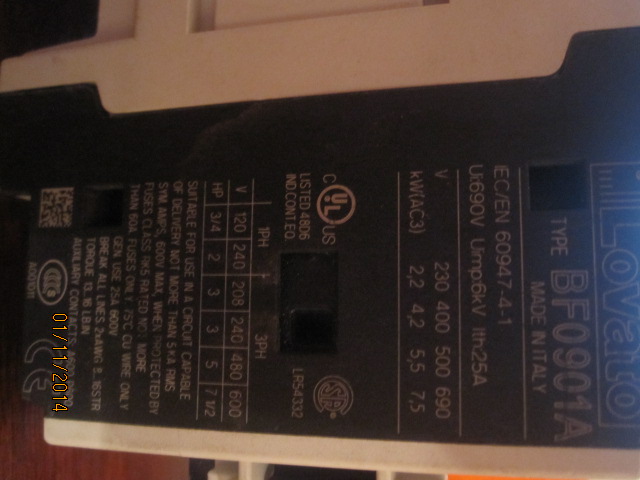 Lovato
TYPE BF0901A
MADE IN ITALY
IEC/EN 60947-4-1
Ui690V Uimp6kV Ith25A
V 230 400 500 690
kW(AC3) 2,2 4,2 5,5 7,5
C UL US
LISTED 4806
IND.CONT.EQ.
LR54332
1PH 3PH
V 120 240 208 240 480 600
HP 3/4 2 3 3 5 7 1/2
SUITABLE FOR USE IN A CIRCUIT CAPABLE
OF DELIVERY NOT MORE THAN 5 KA RMS
SYM AMPS, 600V MAX. WHEN PROTECTED BY
FUSES CLASS RK5 RATED NO MORE
THAN 60A FUSES ONLY 75°C CU WIRE ONLY
GEN. USE 25A 600V
BREAK ALL LINES
AUXILIARY CONTACTS
CE
01/11/2014